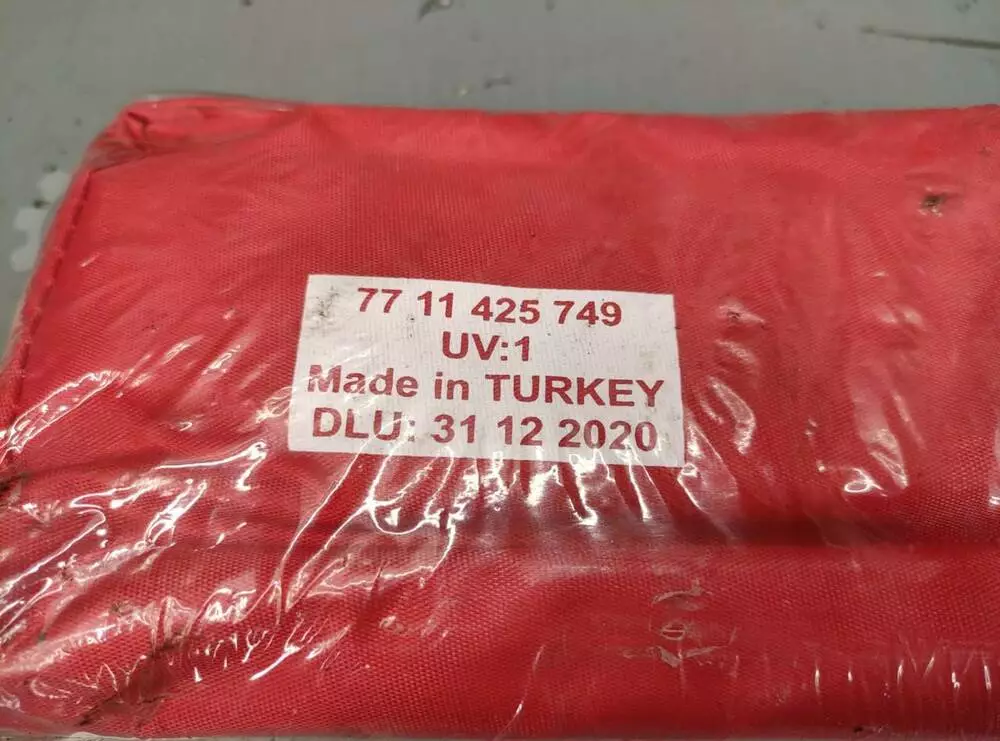 77 11 425 749
UV:1
Made in TURKEY
DLU: 31 12 2020